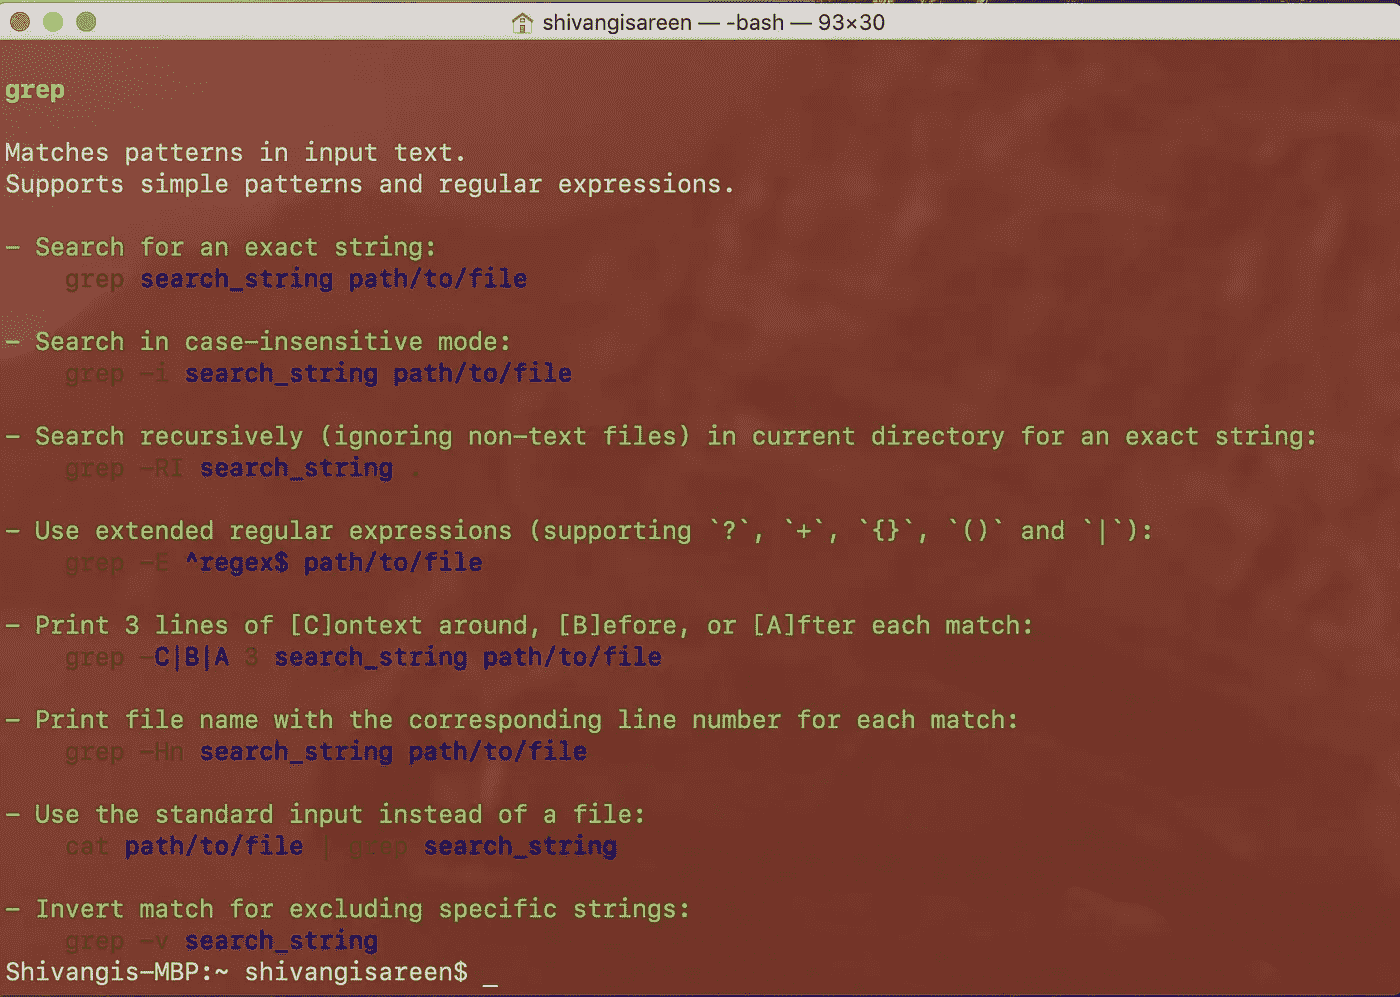 shivangisareen — -bash — 93×30
grep
Matches patterns in input text.
Supports simple patterns and regular expressions.
- Search for an exact string:
grep search_string path/to/file
- Search in case-insensitive mode:
grep -i search_string path/to/file
- Search recursively (ignoring non-text files) in current directory for an exact string:
grep -RI search_string .
- Use extended regular expressions (supporting `?`, `+`, `{}`, `()` and `|`):
grep -E ^regex$ path/to/file
- Print 3 lines of [C]ontext around, [B]efore, or [A]fter each match:
grep -C|B|A 3 search_string path/to/file
- Print file name with the corresponding line number for each match:
grep -Hn search_string path/to/file
- Use the standard input instead of a file:
cat path/to/file | grep search_string
- Invert match for excluding specific strings:
grep -v search_string
Shivangis-MBP:~ shivangisareen$ _